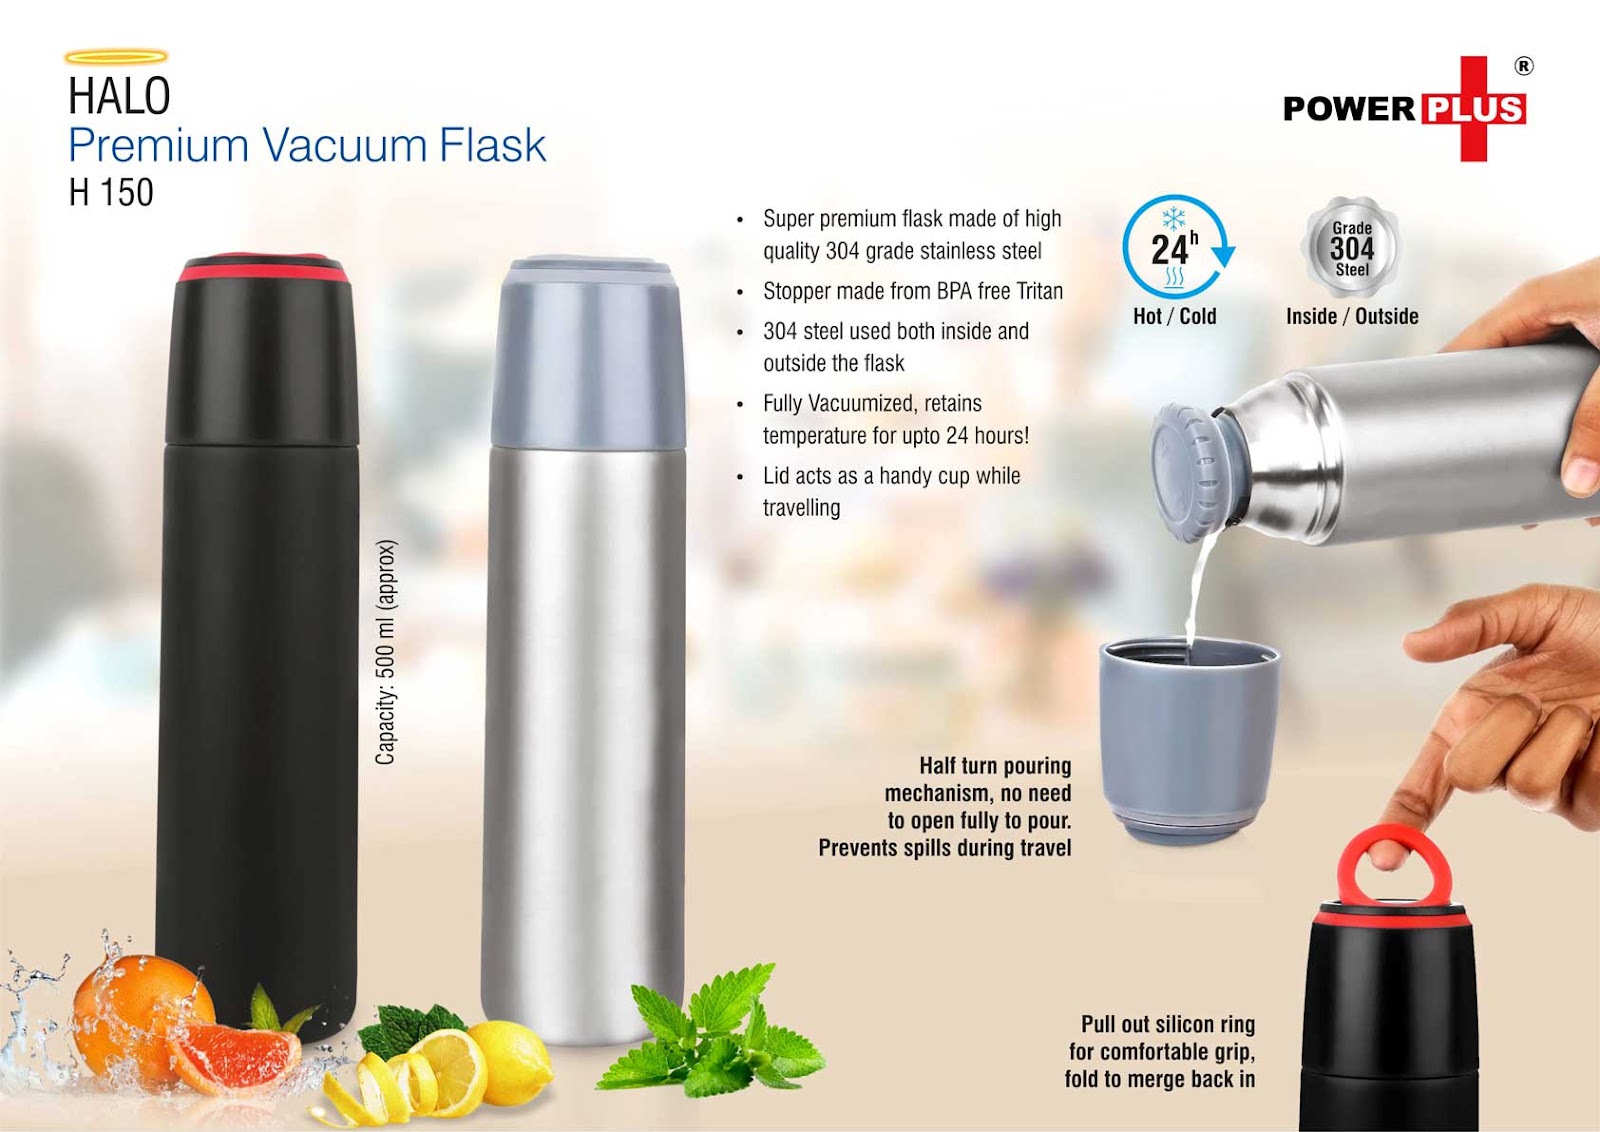 HALO
Premium Vacuum Flask
H 150
POWER PLUS ®
• Super premium flask made of high
quality 304 grade stainless steel
• Stopper made from BPA free Tritan
• 304 steel used both inside and
outside the flask
• Fully Vacuumized, retains
temperature for upto 24 hours!
• Lid acts as a handy cup while
travelling
24h
Hot / Cold
Grade
304
Steel
Inside / Outside
Capacity: 500 ml (approx)
Half turn pouring
mechanism, no need
to open fully to pour.
Prevents spills during travel
Pull out silicon ring
for comfortable grip,
fold to merge back in